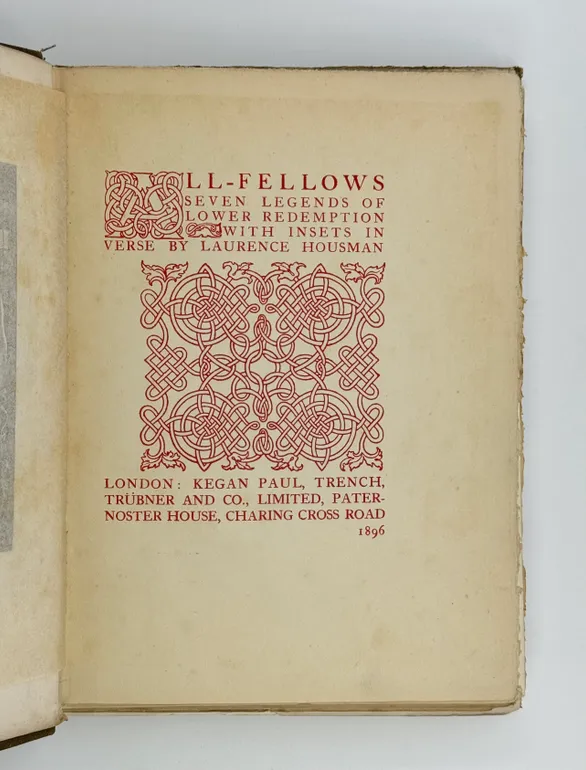 ALL-FELLOWS
SEVEN LEGENDS OF
LOWER REDEMPTION
WITH INSETS IN
VERSE BY LAURENCE HOUSMAN
LONDON: KEGAN PAUL, TRENCH,
TRÜBNER AND CO., LIMITED, PATER-
NOSTER HOUSE, CHARING CROSS ROAD
1896